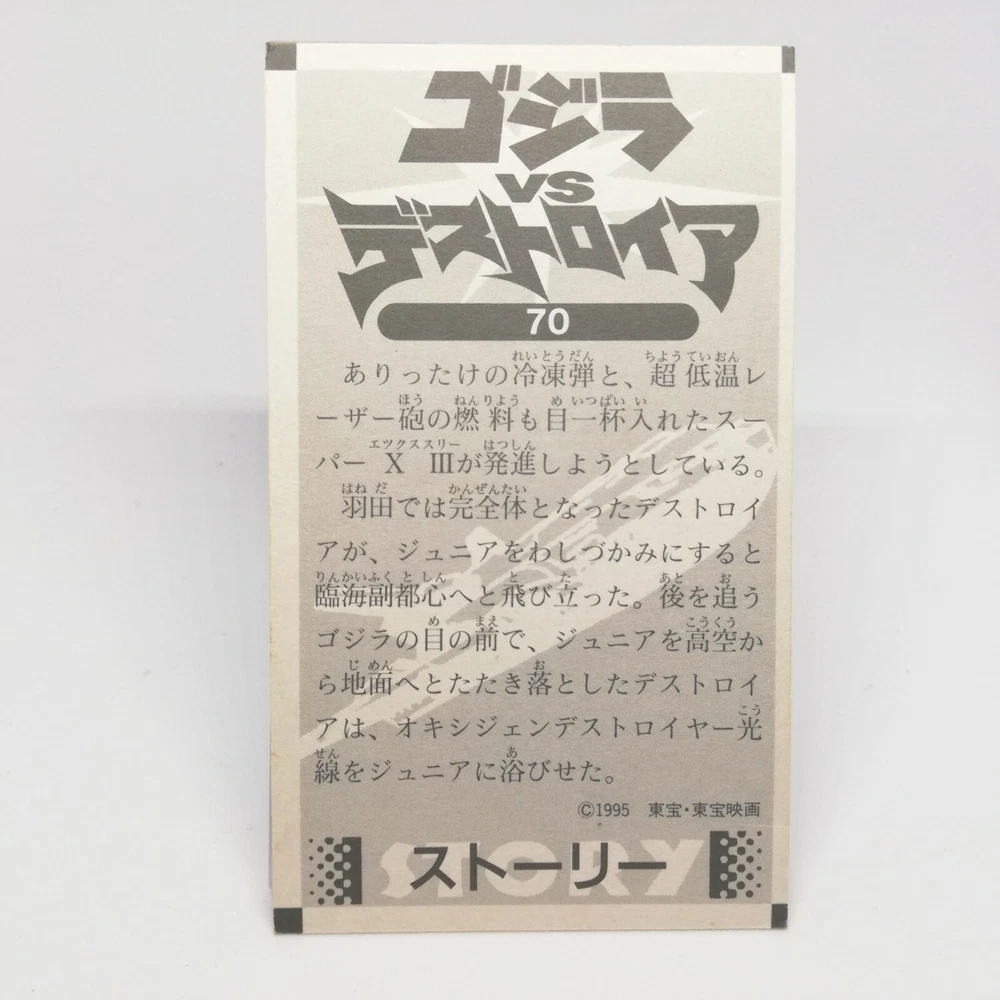 ゴジラ
VS
デストロイア
70
ありったけの冷凍弾と、超低温レ
ーザー砲の燃料も目一杯入れたスー
パーX Ⅲが発進しようとしている。
羽田では完全体となったデストロイ
アが、ジュニアをわしづかみにすると
臨海副都心へと飛び立った。後を追う
ゴジラの目の前で、ジュニアを高空か
ら地面へとたたき落としたデストロイ
アは、オキシジェンデストロイヤー光
線をジュニアに浴びせた。
©1995 東宝・東宝映画
STORY
ストーリー